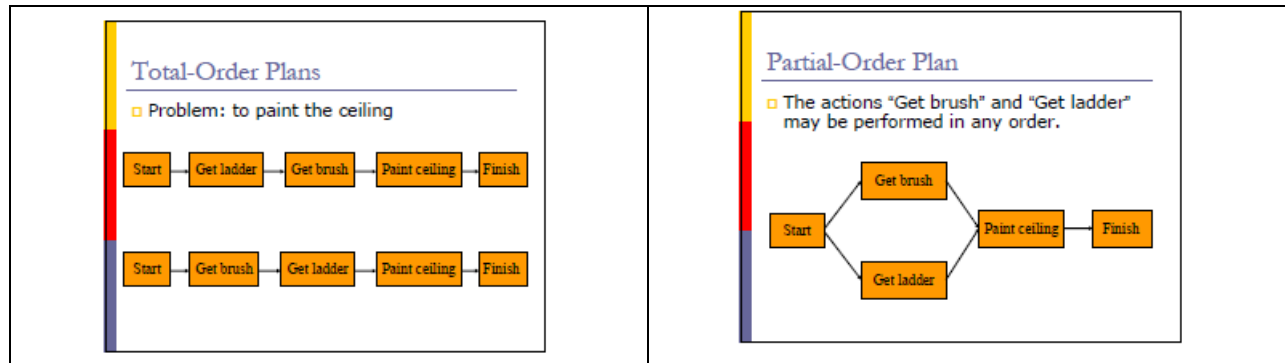 Total-Order Plans
Problem: to paint the ceiling
Start
Get ladder
Get brush
Paint ceiling
Finish
Start
Get brush
Get ladder
Paint ceiling
Finish
Partial-Order Plan
The actions “Get brush” and “Get ladder”
may be performed in any order.
Get brush
Start
Paint ceiling
Finish
Get ladder